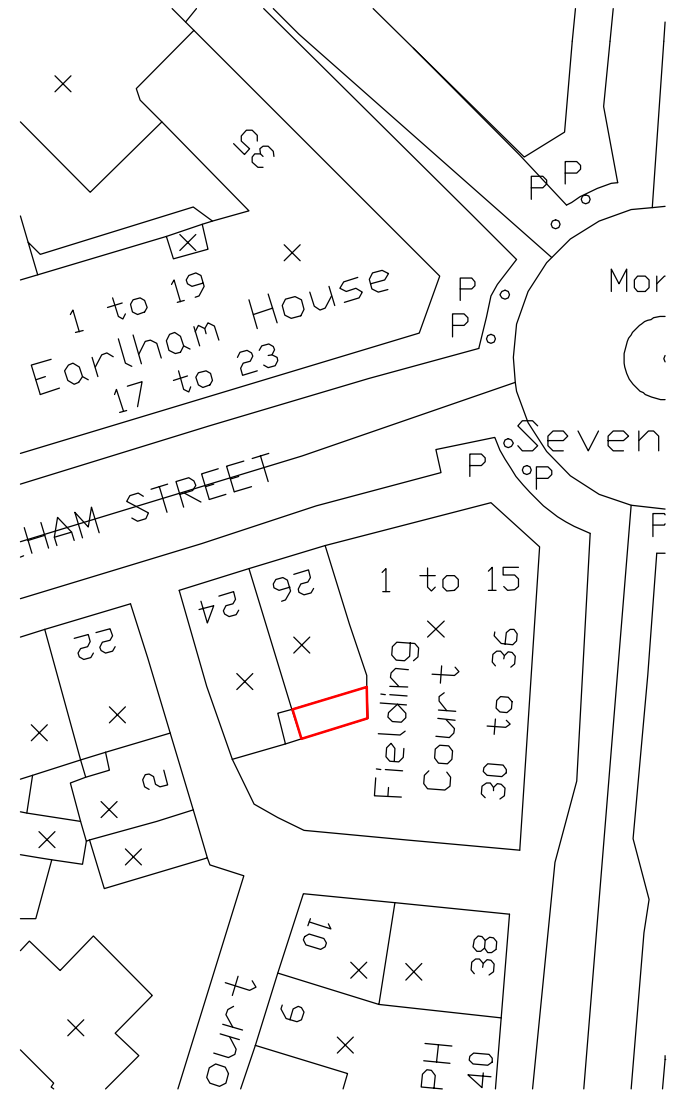 35
P P
1 to 19
Earlham House
17 to 23
P
P
Mor
Seven
P P
HAM STREET
P
1 to 15
26
24
22
Fielding
Court
30 to 36
2
10
38
9
ourt
PH
40